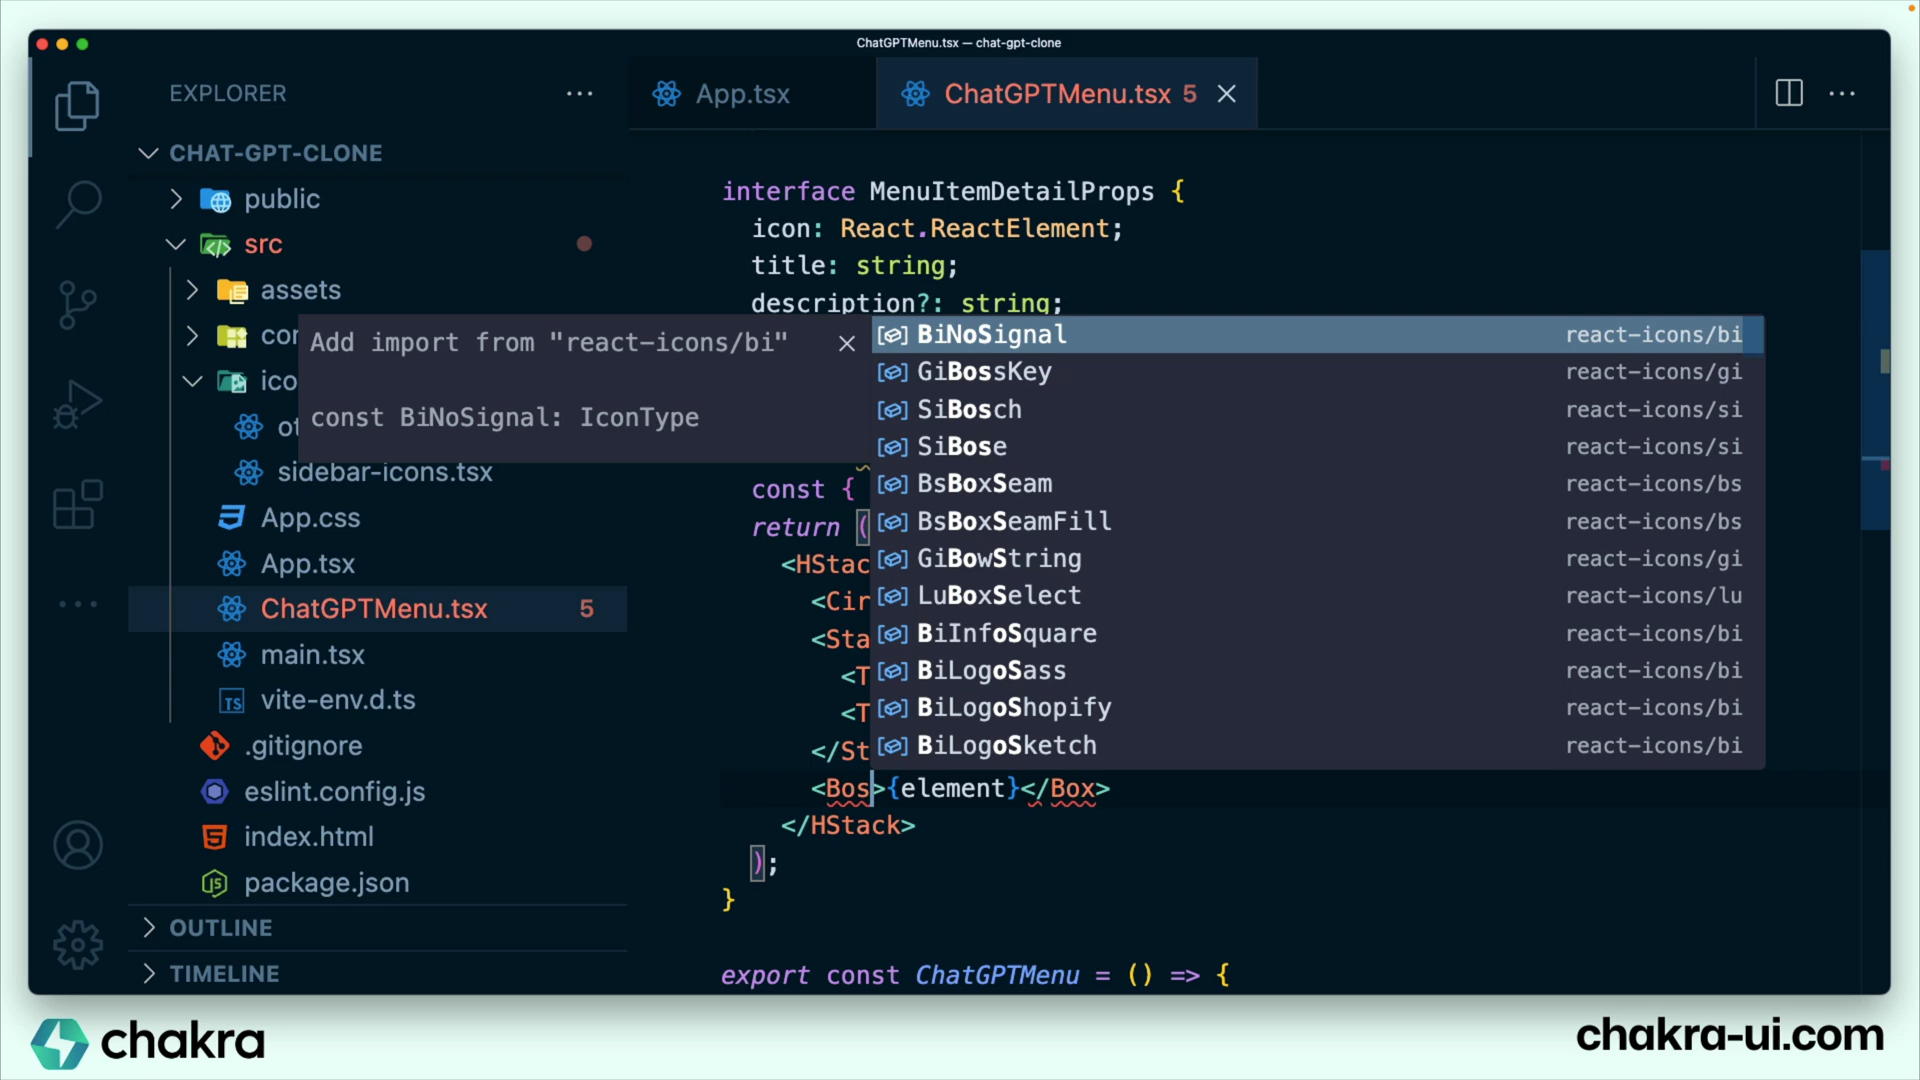 ChatGPTMenu.tsx — chat-gpt-clone
EXPLORER
CHAT-GPT-CLONE
public
src
assets
con
ico
ot
sidebar-icons.tsx
App.css
App.tsx
ChatGPTMenu.tsx 5
main.tsx
TS vite-env.d.ts
.gitignore
eslint.config.js
index.html
package.json
OUTLINE
TIMELINE
App.tsx
ChatGPTMenu.tsx 5
interface MenuItemDetailProps {
icon: React.ReactElement;
title: string;
description?: string;
Add import from "react-icons/bi"
const BiNoSignal: IconType
BiNoSignal react-icons/bi
GiBossKey react-icons/gi
SiBosch react-icons/si
SiBose react-icons/si
BsBoxSeam react-icons/bs
BsBoxSeamFill react-icons/bs
GiBowString react-icons/gi
LuBoxSelect react-icons/lu
BiInfoSquare react-icons/bi
BiLogoSass react-icons/bi
BiLogoShopify react-icons/bi
BiLogoSketch react-icons/bi
const {
return (
<HStac
<Cir
<Sta
<T
<T
</St
<Bos>{element}</Box>
</HStack>
);
}
export const ChatGPTMenu = () => {
chakra
chakra-ui.com